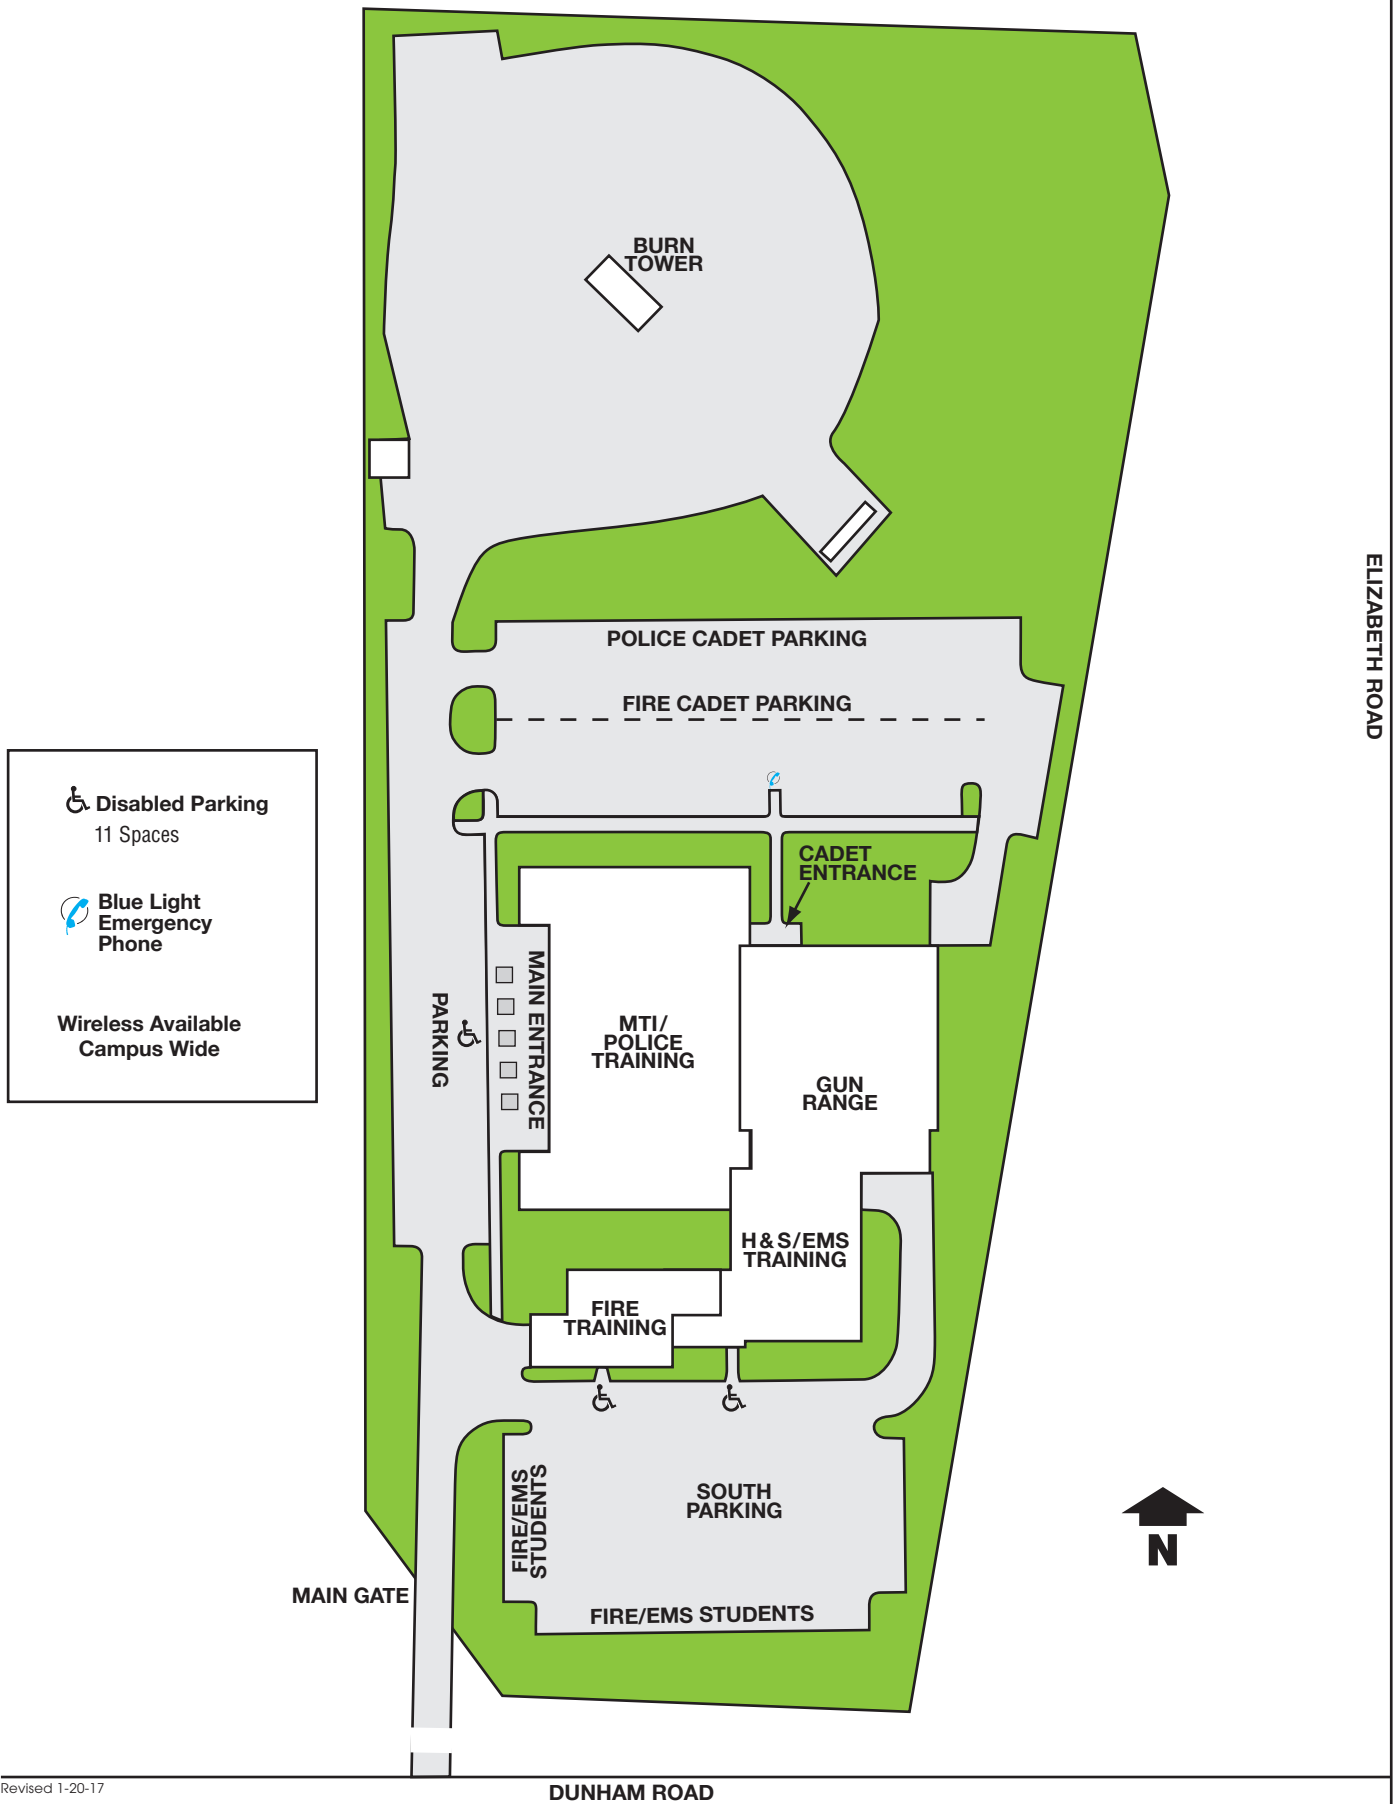 BURN
TOWER
ELIZABETH ROAD
POLICE CADET PARKING
FIRE CADET PARKING
Disabled Parking
11 Spaces
Blue Light
Emergency
Phone
Wireless Available
Campus Wide
CADET
ENTRANCE
PARKING
MAIN ENTRANCE
MTI/
POLICE
TRAINING
GUN
RANGE
H&S/EMS
TRAINING
FIRE
TRAINING
FIRE/EMS
STUDENTS
SOUTH
PARKING
N
MAIN GATE
FIRE/EMS STUDENTS
Revised 1-20-17
DUNHAM ROAD